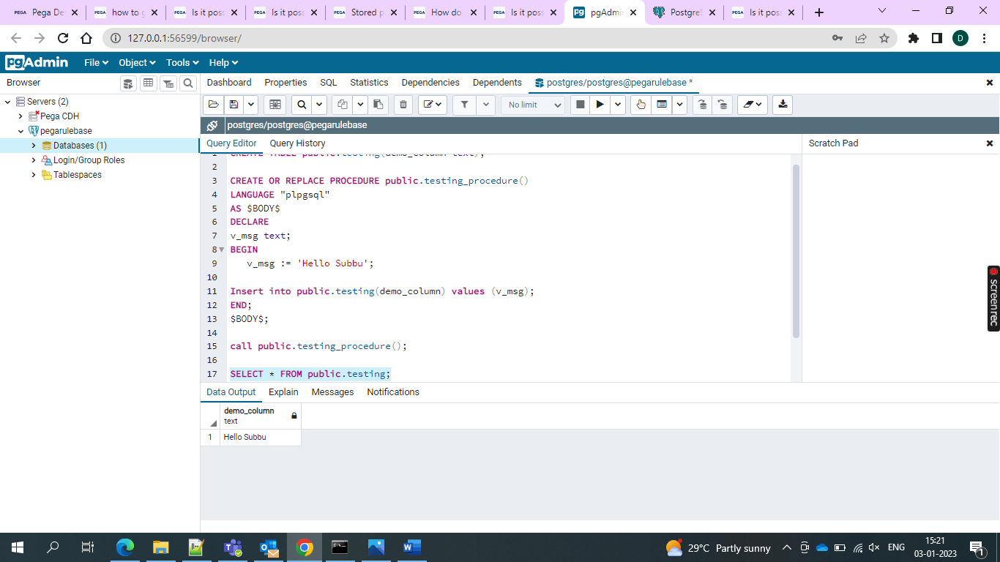 Pega De
how to g
Is it poss
Is it poss
Stored p
How do
Is it poss
pgAdmi
PostgreS
Is it poss
127.0.0.1:56599/browser/
D
pgAdmin File Object Tools Help
Browser
Dashboard Properties SQL Statistics Dependencies Dependents postgres/postgres@pegarulebase *
Servers (2)
Pega CDH
pegarulebase
Databases (1)
Login/Group Roles
Tablespaces
No limit
postgres/postgres@pegarulebase
Query Editor Query History
Scratch Pad
1 CREATE TABLE public.testing(demo_column text);
2
3 CREATE OR REPLACE PROCEDURE public.testing_procedure()
4 LANGUAGE "plpgsql"
5 AS $BODY$
6 DECLARE
7 v_msg text;
8 BEGIN
9 v_msg := 'Hello Subbu';
10
11 Insert into public.testing(demo_column) values (v_msg);
12 END;
13 $BODY$;
14
15 call public.testing_procedure();
16
17 SELECT * FROM public.testing;
Data Output Explain Messages Notifications
demo_column
text
1 Hello Subbu
screenrec
29°C Partly sunny
ENG
15:21
03-01-2023
1